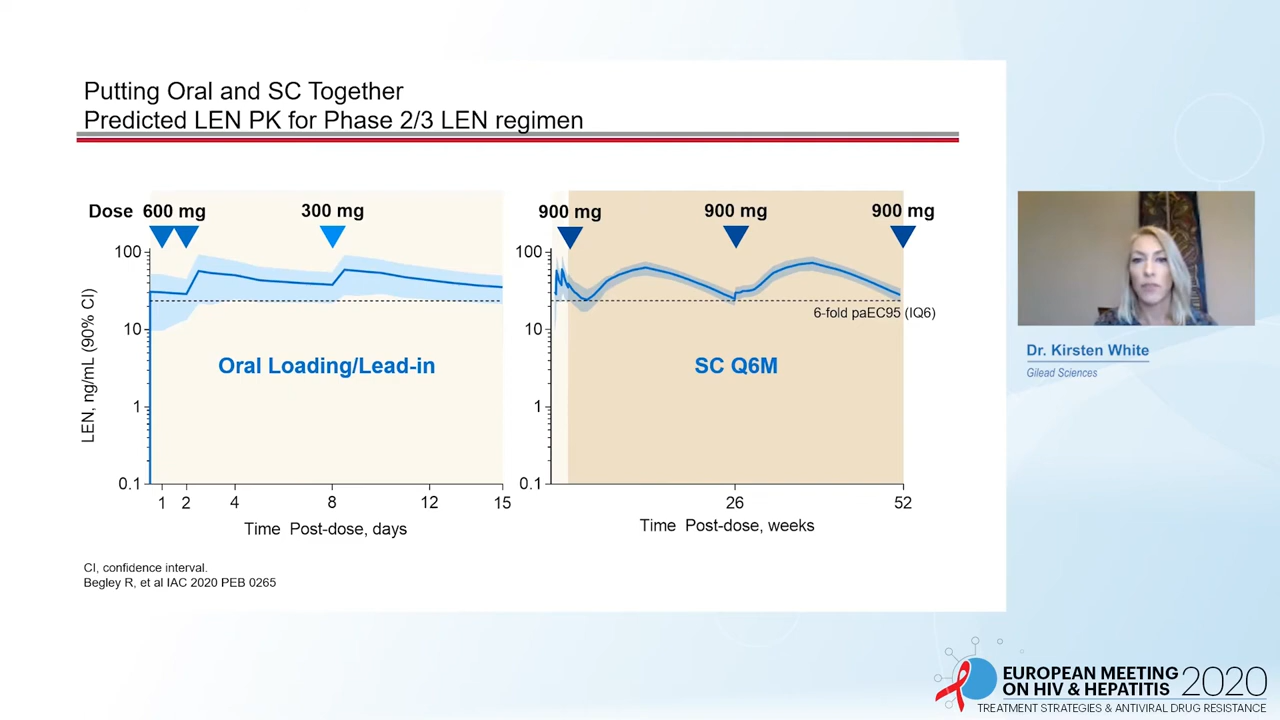 Putting Oral and SC Together
Predicted LEN PK for Phase 2/3 LEN regimen
Dose 600 mg
300 mg
100
10
1
0.1
LEN, ng/mL (90% CI)
Oral Loading/Lead-in
1 2 4 8 12 15
Time Post-dose, days
900 mg 900 mg 900 mg
100
10
1
0.1
6-fold paEC95 (IQ6)
SC Q6M
26 52
Time Post-dose, weeks
CI, confidence interval.
Begley R, et al IAC 2020 PEB 0265
Dr. Kirsten White
Gilead Sciences
EUROPEAN MEETING
ON HIV & HEPATITIS 2020
TREATMENT STRATEGIES & ANTIVIRAL DRUG RESISTANCE